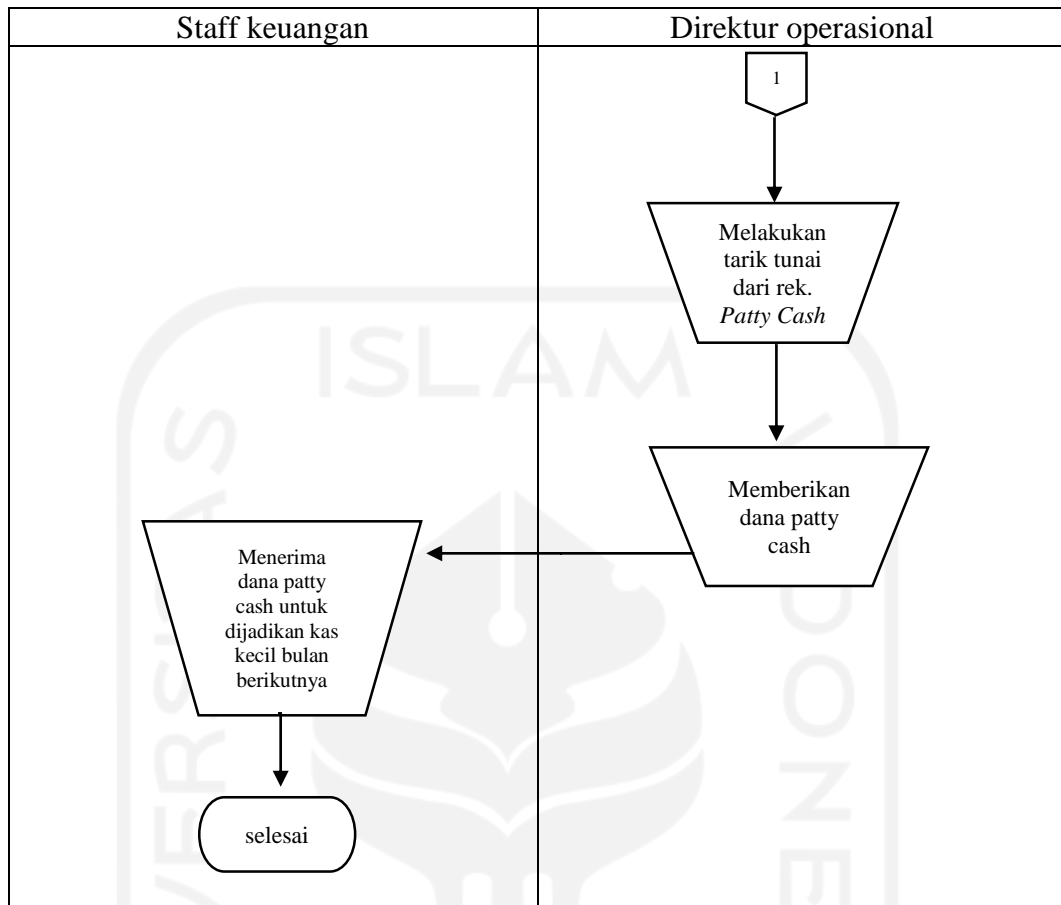 Staff keuangan
Direktur operasional
1
Melakukan
tarik tunai
dari rek.
Patty Cash
Memberikan
dana patty
cash
Menerima
dana patty
cash untuk
dijadikan kas
kecil bulan
berikutnya
selesai
ISLAM